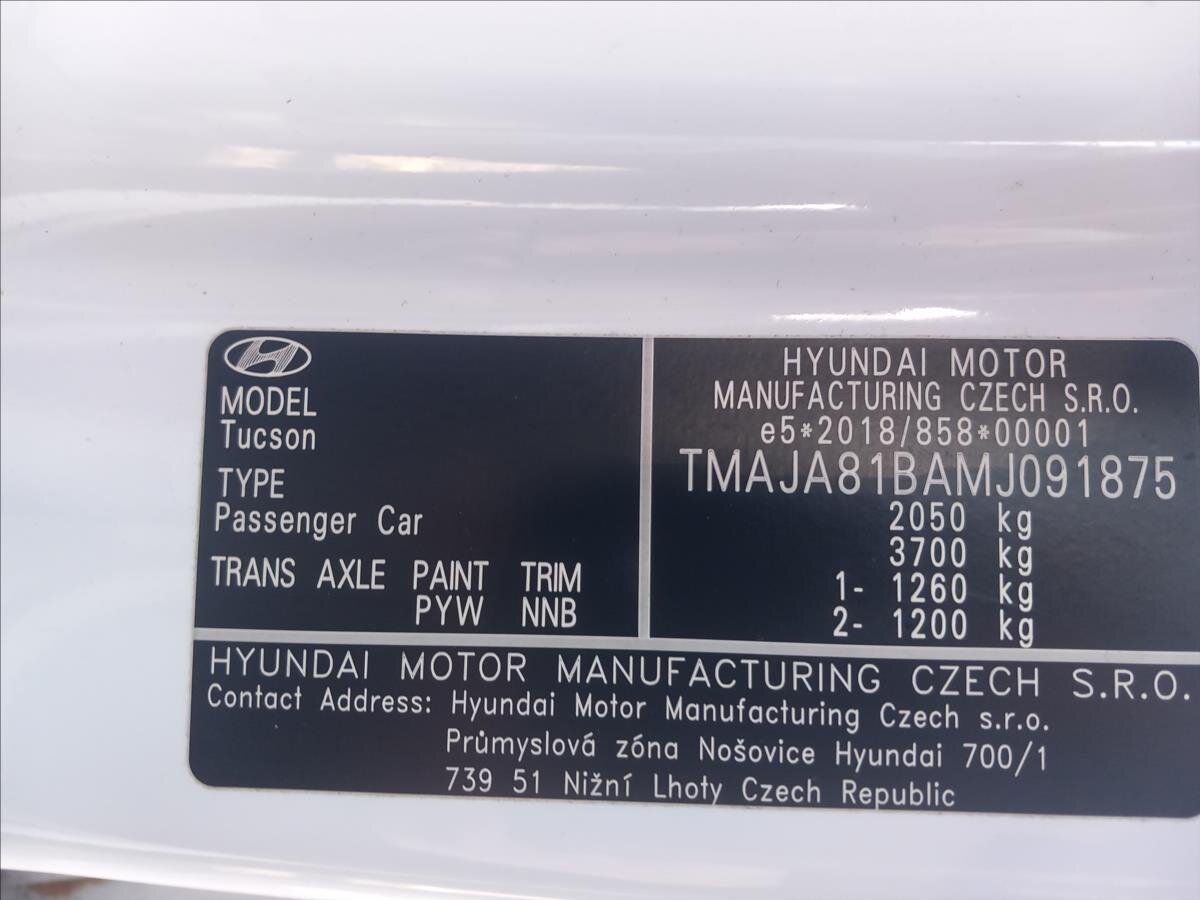 MODEL
Tucson
TYPE
Passenger Car
TRANS AXLE PAINT TRIM
PYW NNB
HYUNDAI MOTOR
MANUFACTURING CZECH S.R.O.
e5*2018/858*00001
TMAJA81BAMJ091875
2050 kg
3700 kg
1- 1260 kg
2- 1200 kg
HYUNDAI MOTOR MANUFACTURING CZECH S.R.O.
Contact Address: Hyundai Motor Manufacturing Czech s.r.o.
Průmyslová zóna Nošovice Hyundai 700/1
739 51 Nižní Lhoty Czech Republic